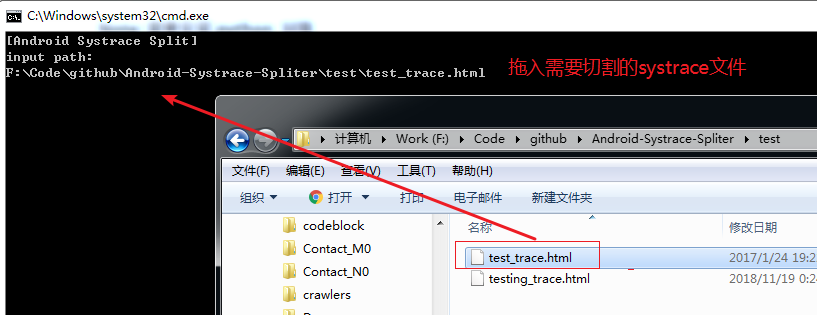 C:\Windows\system32\cmd.exe
[Android Systrace Split]
input path:
F:\Code\github\Android-Systrace-Spliter\test\test_trace.html
拖入需要切割的systrace文件
计算机 Work (F:) Code github Android-Systrace-Spliter test
文件(F) 编辑(E) 查看(V) 工具(T) 帮助(H)
组织 打开 打印 电子邮件 新建文件夹
名称 修改日期
codeblock
Contact_M0
Contact_N0
crawlers
test_trace.html 2017/1/24 19:2
testing_trace.html 2018/11/19 0:24